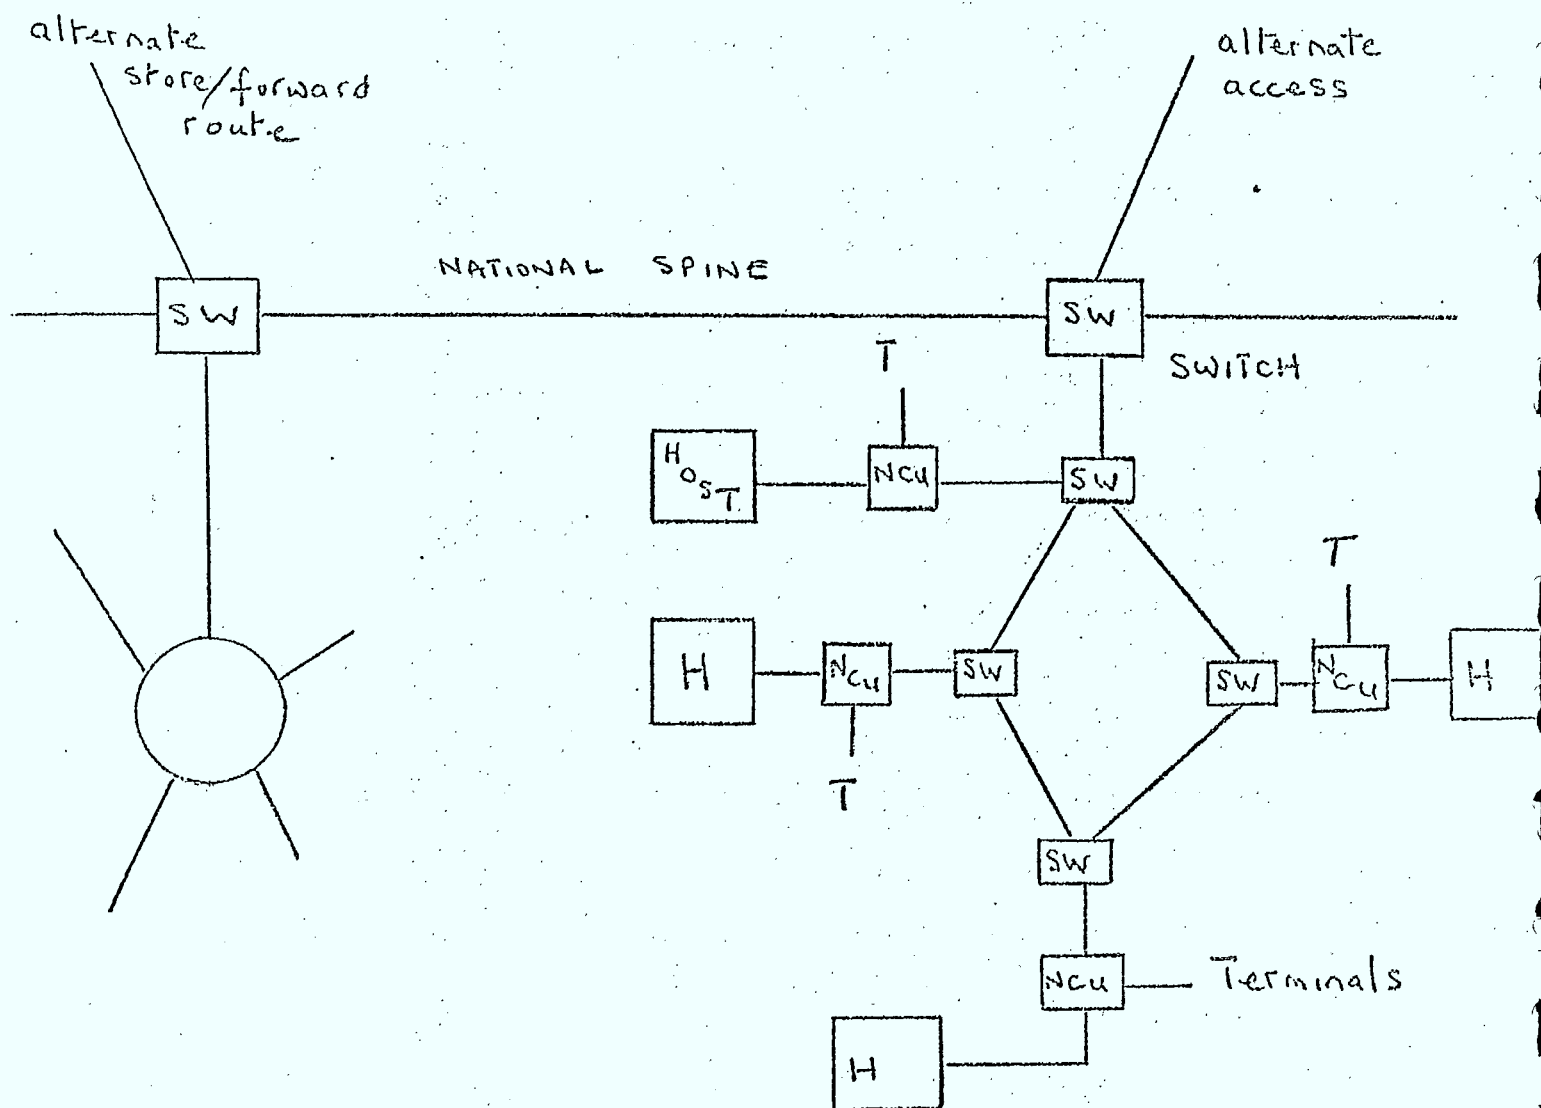 alternate
store/forward
route
alternate
access
NATIONAL SPINE
SW
SW
SWITCH
T
HOST
NCU
SW
T
H
NCU
SW
SW
NCU
H
T
SW
NCU
Terminals
H